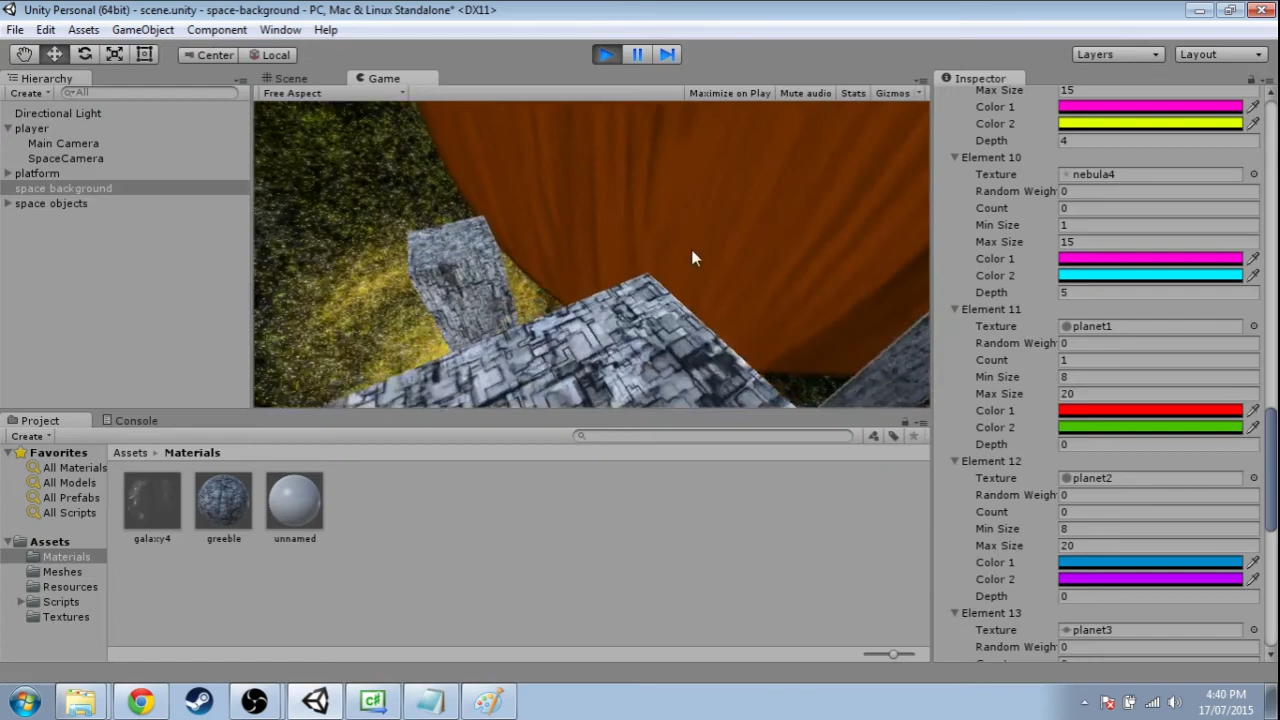 Unity Personal (64bit) - scene.unity - space-background - PC, Mac & Linux Standalone* <DX11>
File Edit Assets GameObject Component Window Help
Center Local Layers Layout
Hierarchy
Create All
Directional Light
player
Main Camera
SpaceCamera
platform
space background
space objects
Scene Game
Free Aspect Maximize on Play Mute audio Stats Gizmos
Inspector
Max Size 15
Color 1
Color 2
Depth 4
Element 10
Texture nebula4
Random Weigh 0
Count 0
Min Size 1
Max Size 15
Color 1
Color 2
Depth 5
Element 11
Texture planet1
Random Weigh 0
Count 1
Min Size 8
Max Size 20
Color 1
Color 2
Depth 0
Element 12
Texture planet2
Random Weigh 0
Count 0
Min Size 8
Max Size 20
Color 1
Color 2
Depth 0
Element 13
Texture planet3
Random Weigh 0
Project Console
Create
Favorites
All Materials
All Models
All Prefabs
All Scripts
Assets
Materials
Meshes
Resources
Scripts
Textures
Assets Materials
galaxy4 greeble unnamed
4:40 PM
17/07/2015